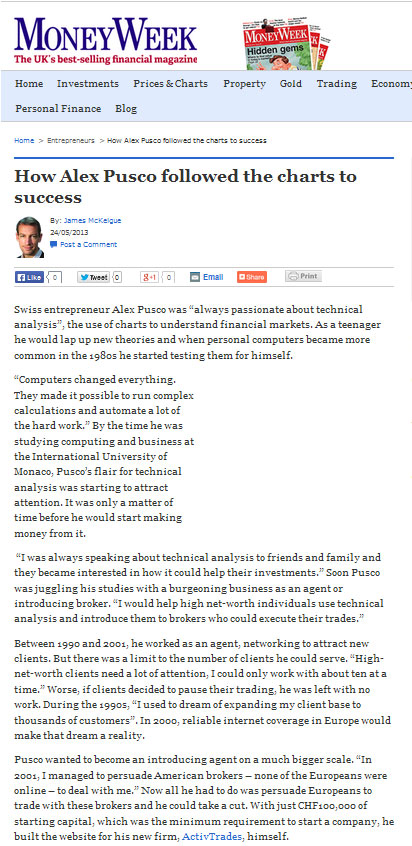 MONEYWEEK
The UK's best-selling financial magazine
MONEYWEEK
Hidden gems
Home Investments Prices & Charts Property Gold Trading Economy
Personal Finance Blog
Home > Entrepreneurs > How Alex Pusco followed the charts to success
How Alex Pusco followed the charts to
success
By: James McKeigue
24/05/2013
Post a Comment
Like 0 Tweet 0 g+1 0 Email Share Print
Swiss entrepreneur Alex Pusco was “always passionate about technical
analysis”, the use of charts to understand financial markets. As a teenager
he would lap up new theories and when personal computers became more
common in the 1980s he started testing them for himself.
“Computers changed everything.
They made it possible to run complex
calculations and automate a lot of
the hard work.” By the time he was
studying computing and business at
the International University of
Monaco, Pusco’s flair for technical
analysis was starting to attract
attention. It was only a matter of
time before he would start making
money from it.
“I was always speaking about technical analysis to friends and family and
they became interested in how it could help their investments.” Soon Pusco
was juggling his studies with a burgeoning business as an agent or
introducing broker. “I would help high net-worth individuals use technical
analysis and introduce them to brokers who could execute their trades.”
Between 1990 and 2001, he worked as an agent, networking to attract new
clients. But there was a limit to the number of clients he could serve. “High-
net-worth clients need a lot of attention, I could only work with about ten at a
time.” Worse, if clients decided to pause their trading, he was left with no
work. During the 1990s, “I used to dream of expanding my client base to
thousands of customers”. In 2000, reliable internet coverage in Europe would
make that dream a reality.
Pusco wanted to become an introducing agent on a much bigger scale. “In
2001, I managed to persuade American brokers – none of the Europeans were
online – to deal with me.” Now all he had to do was persuade Europeans to
trade with these brokers and he could take a cut. With just CHF100,000 of
starting capital, which was the minimum requirement to start a company, he
built the website for his new firm, ActivTrades, himself.